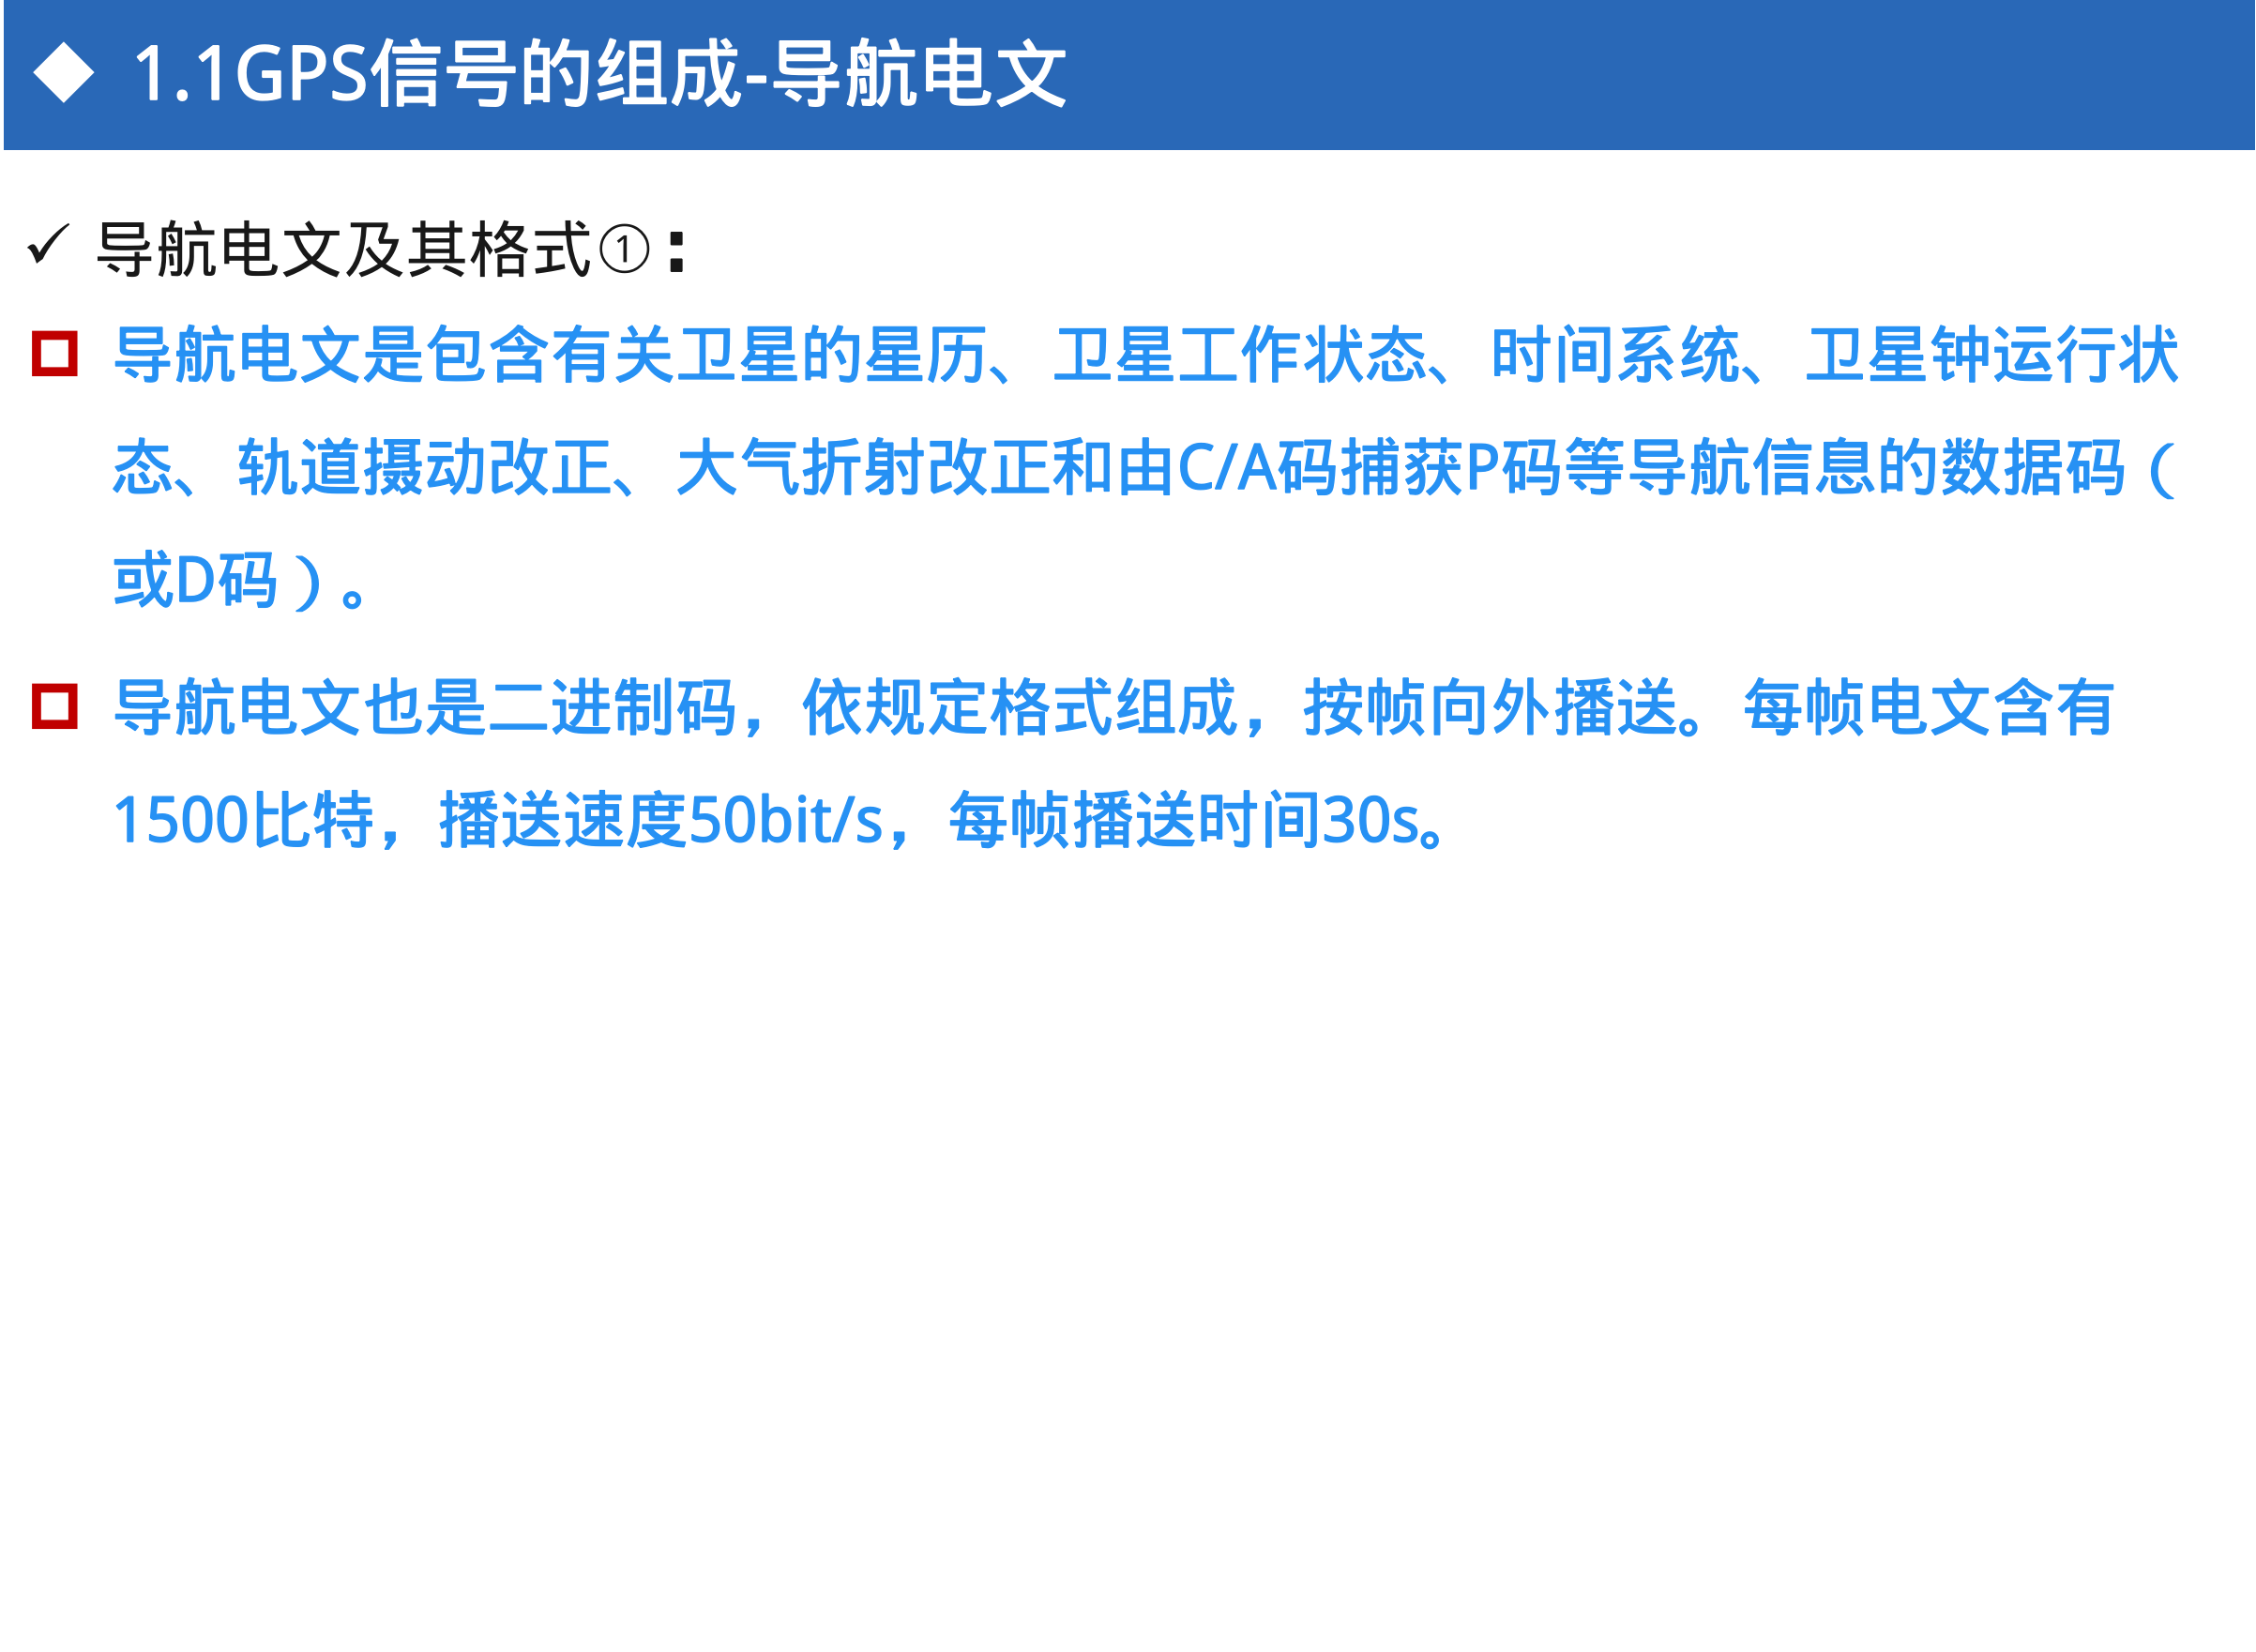 ◆ 1.1GPS信号的组成-导航电文
✓ 导航电文及其格式①：
导航电文是包含有关卫星的星历、卫星工作状态、时间系统、卫星钟运行状
态、轨道摄动改正、大气折射改正和由C/A码捕获P码等导航信息的数据码（
或D码）。
导航电文也是二进制码，依规定格式组成，按帧向外播送。每帧电文含有
1500比特，播送速度50bit/s，每帧播送时间30s。